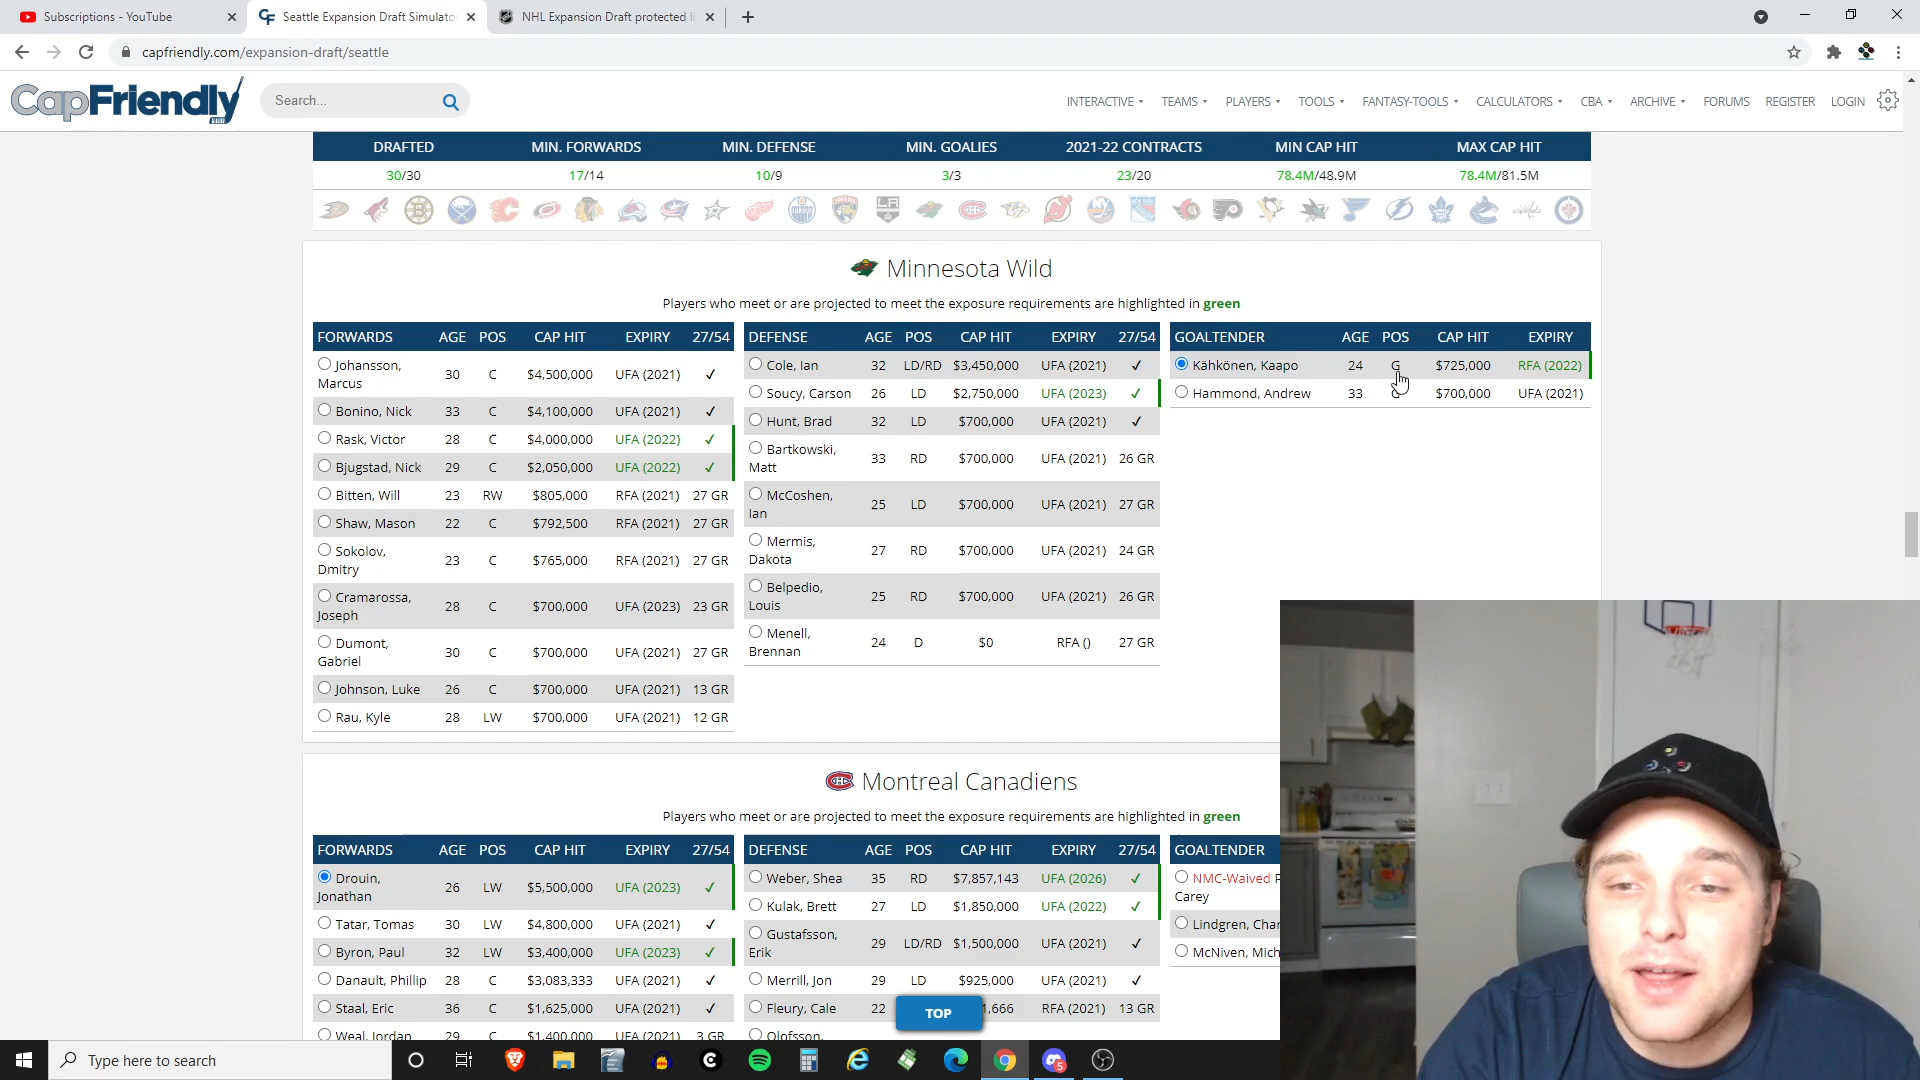 Subscriptions - YouTube
Seattle Expansion Draft Simulato
NHL Expansion Draft protected li
capfriendly.com/expansion-draft/seattle
CapFriendly
Search...
INTERACTIVE TEAMS PLAYERS TOOLS FANTASY-TOOLS CALCULATORS CBA ARCHIVE FORUMS REGISTER LOGIN
DRAFTED MIN. FORWARDS MIN. DEFENSE MIN. GOALIES 2021-22 CONTRACTS MIN CAP HIT MAX CAP HIT
30/30 17/14 10/9 3/3 23/20 78.4M/48.9M 78.4M/81.5M
Minnesota Wild
Players who meet or are projected to meet the exposure requirements are highlighted in green
FORWARDS AGE POS CAP HIT EXPIRY 27/54
Johansson, Marcus 30 C $4,500,000 UFA (2021) ✓
Bonino, Nick 33 C $4,100,000 UFA (2021) ✓
Rask, Victor 28 C $4,000,000 UFA (2022) ✓
Bjugstad, Nick 29 C $2,050,000 UFA (2022) ✓
Bitten, Will 23 RW $805,000 RFA (2021) 27 GR
Shaw, Mason 22 C $792,500 RFA (2021) 27 GR
Sokolov, Dmitry 23 C $765,000 RFA (2021) 27 GR
Cramarossa, Joseph 28 C $700,000 UFA (2023) 23 GR
Dumont, Gabriel 30 C $700,000 UFA (2021) 27 GR
Johnson, Luke 26 C $700,000 UFA (2021) 13 GR
Rau, Kyle 28 LW $700,000 UFA (2021) 12 GR
DEFENSE AGE POS CAP HIT EXPIRY 27/54
Cole, Ian 32 LD/RD $3,450,000 UFA (2021) ✓
Soucy, Carson 26 LD $2,750,000 UFA (2023) ✓
Hunt, Brad 32 LD $700,000 UFA (2021) ✓
Bartkowski, Matt 33 RD $700,000 UFA (2021) 26 GR
McCoshen, Ian 25 LD $700,000 UFA (2021) 27 GR
Mermis, Dakota 27 RD $700,000 UFA (2021) 24 GR
Belpedio, Louis 25 RD $700,000 UFA (2021) 26 GR
Menell, Brennan 24 D $0 RFA () 27 GR
GOALTENDER AGE POS CAP HIT EXPIRY
Kähkönen, Kaapo 24 G $725,000 RFA (2022)
Hammond, Andrew 33 $700,000 UFA (2021)
Montreal Canadiens
Players who meet or are projected to meet the exposure requirements are highlighted in green
FORWARDS AGE POS CAP HIT EXPIRY 27/54
Drouin, Jonathan 26 LW $5,500,000 UFA (2023) ✓
Tatar, Tomas 30 LW $4,800,000 UFA (2021) ✓
Byron, Paul 32 LW $3,400,000 UFA (2023) ✓
Danault, Phillip 28 C $3,083,333 UFA (2021) ✓
Staal, Eric 36 C $1,625,000 UFA (2021) ✓
Weal, Jordan 29 C $1,400,000 UFA (2021) 3 GR
DEFENSE AGE POS CAP HIT EXPIRY 27/54
Weber, Shea 35 RD $7,857,143 UFA (2026) ✓
Kulak, Brett 27 LD $1,850,000 UFA (2022) ✓
Gustafsson, Erik 29 LD/RD $1,500,000 UFA (2021) ✓
Merrill, Jon 29 LD $925,000 UFA (2021) ✓
Fleury, Cale 22 1,666 RFA (2021) 13 GR
Olofsson,
GOALTENDER
NMC-Waived
Carey
Lindgren, Char
McNiven, Mich
TOP
Type here to search
5